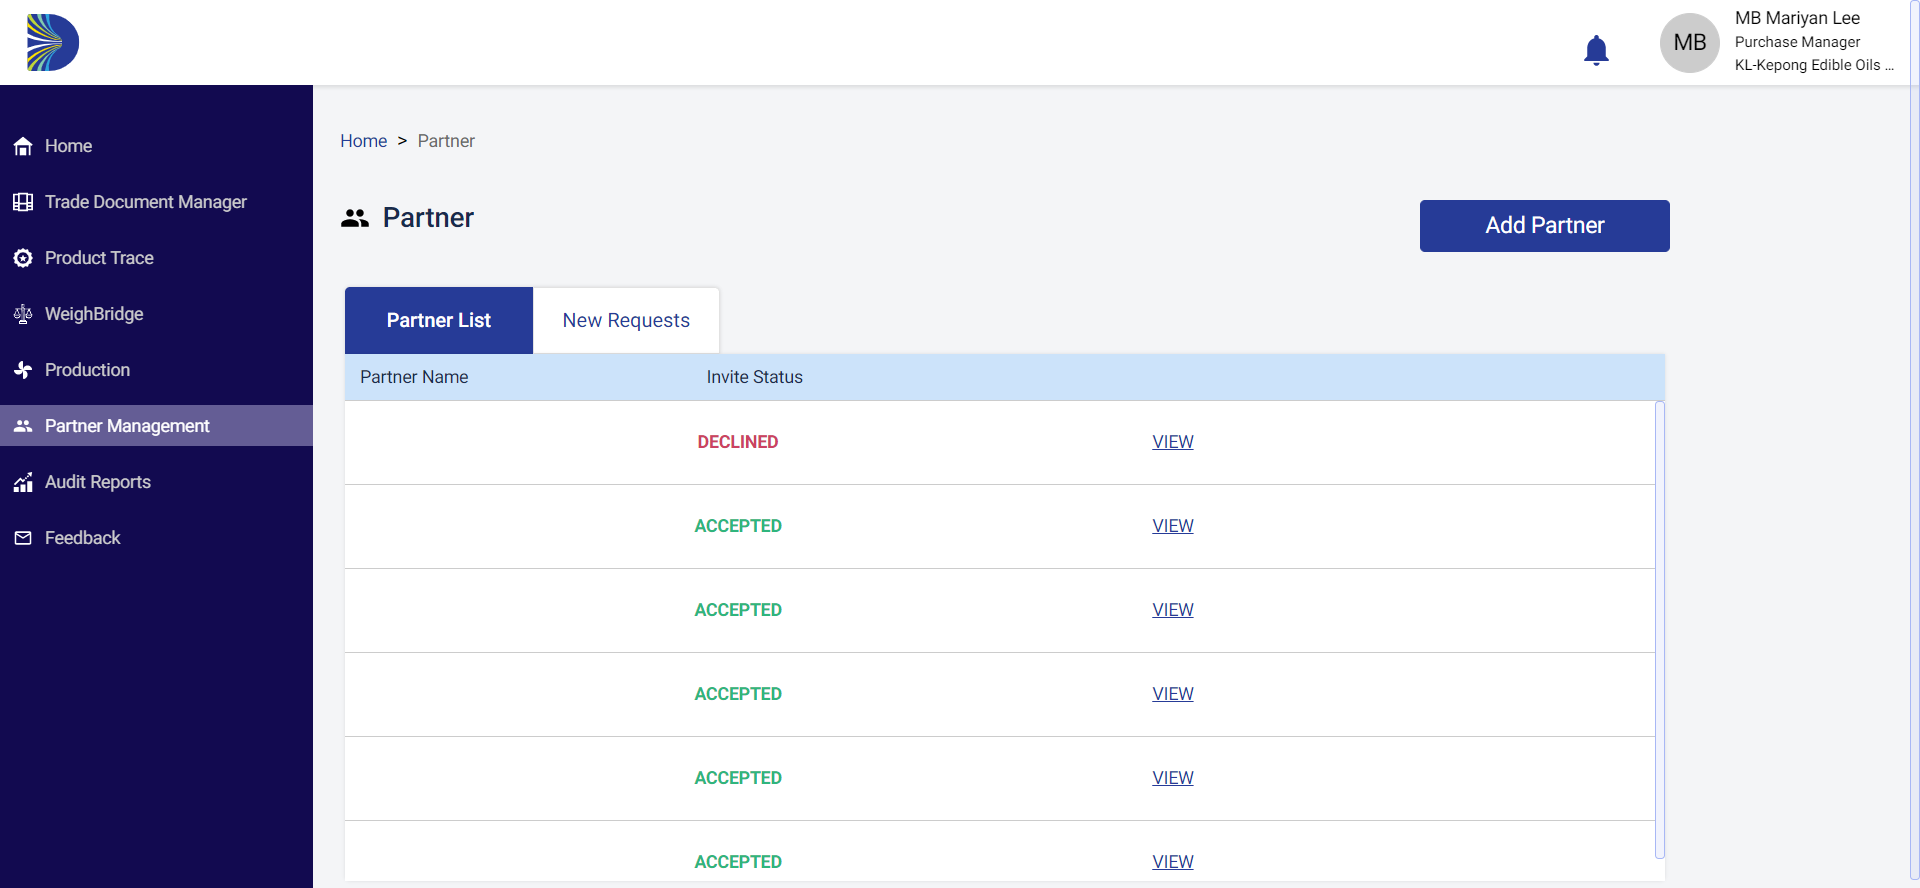 MB
MB Mariyan Lee
Purchase Manager
KL-Kepong Edible Oils ...
Home
Trade Document Manager
Product Trace
WeighBridge
Production
Partner Management
Audit Reports
Feedback
Home > Partner
Partner
Add Partner
Partner List
New Requests
Partner Name Invite Status
DECLINED VIEW
ACCEPTED VIEW
ACCEPTED VIEW
ACCEPTED VIEW
ACCEPTED VIEW
ACCEPTED VIEW